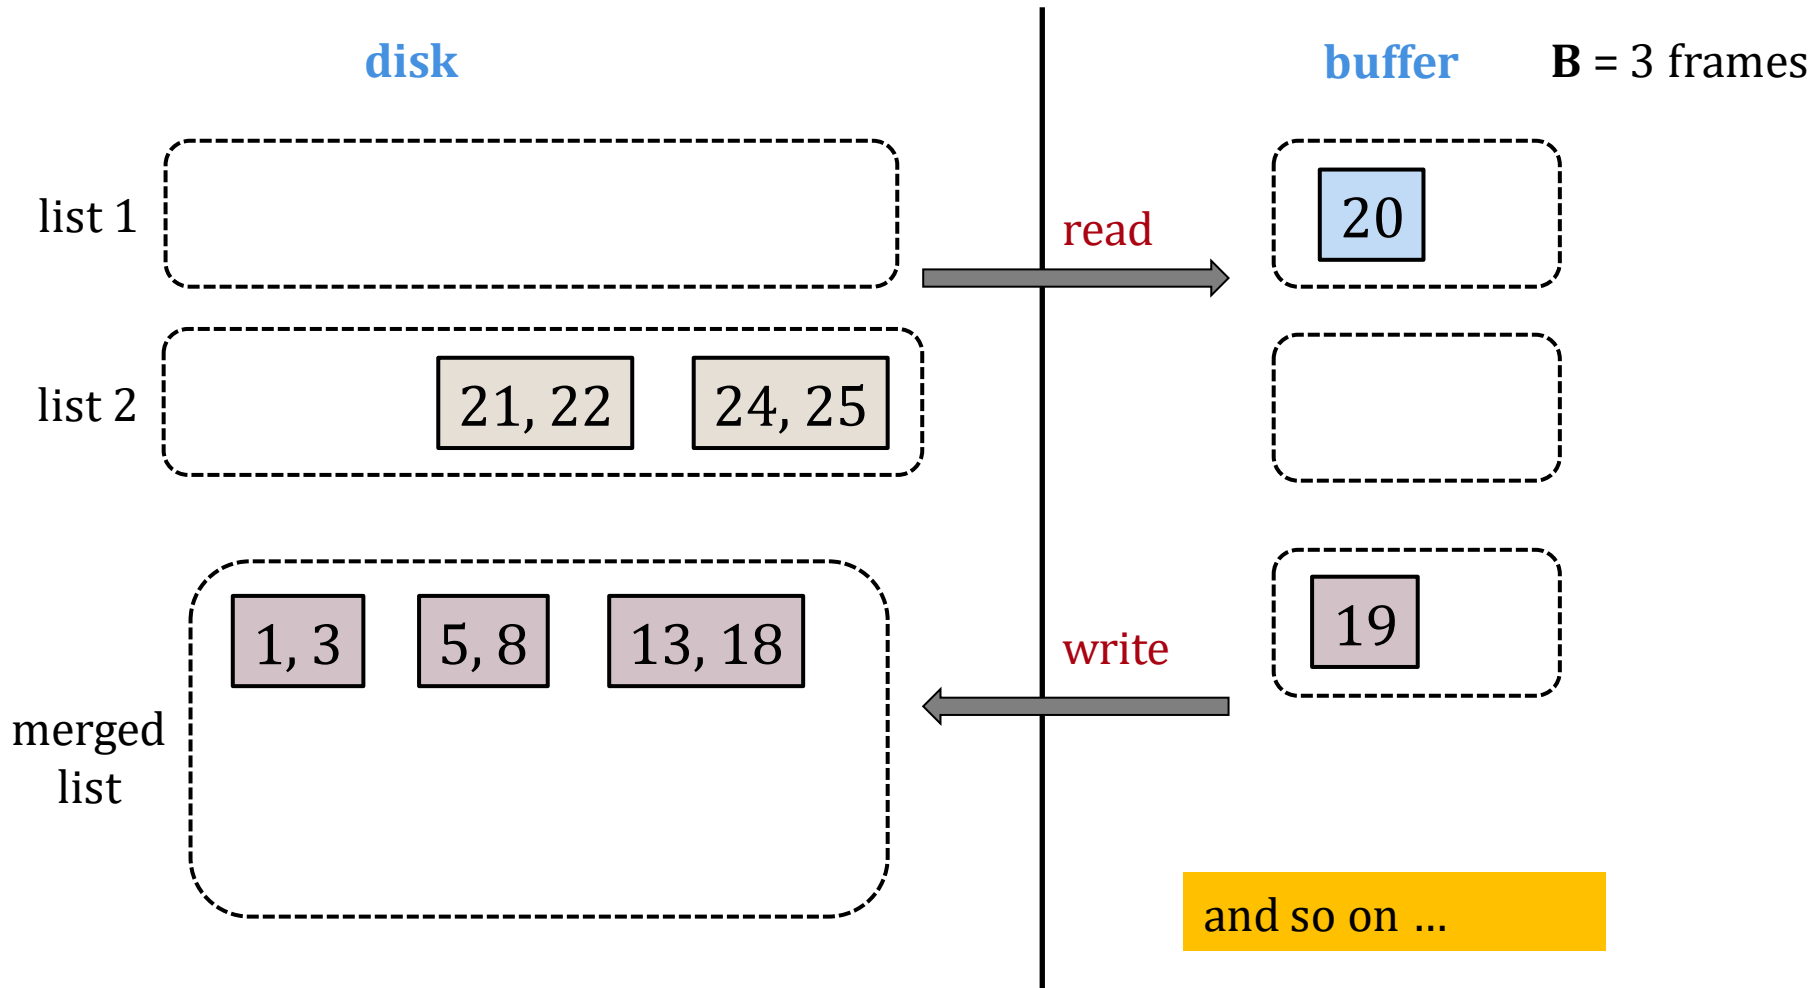 disk
buffer
B = 3 frames
list 1
read
20
list 2
21, 22
24, 25
1, 3
5, 8
13, 18
write
19
merged
list
and so on ...